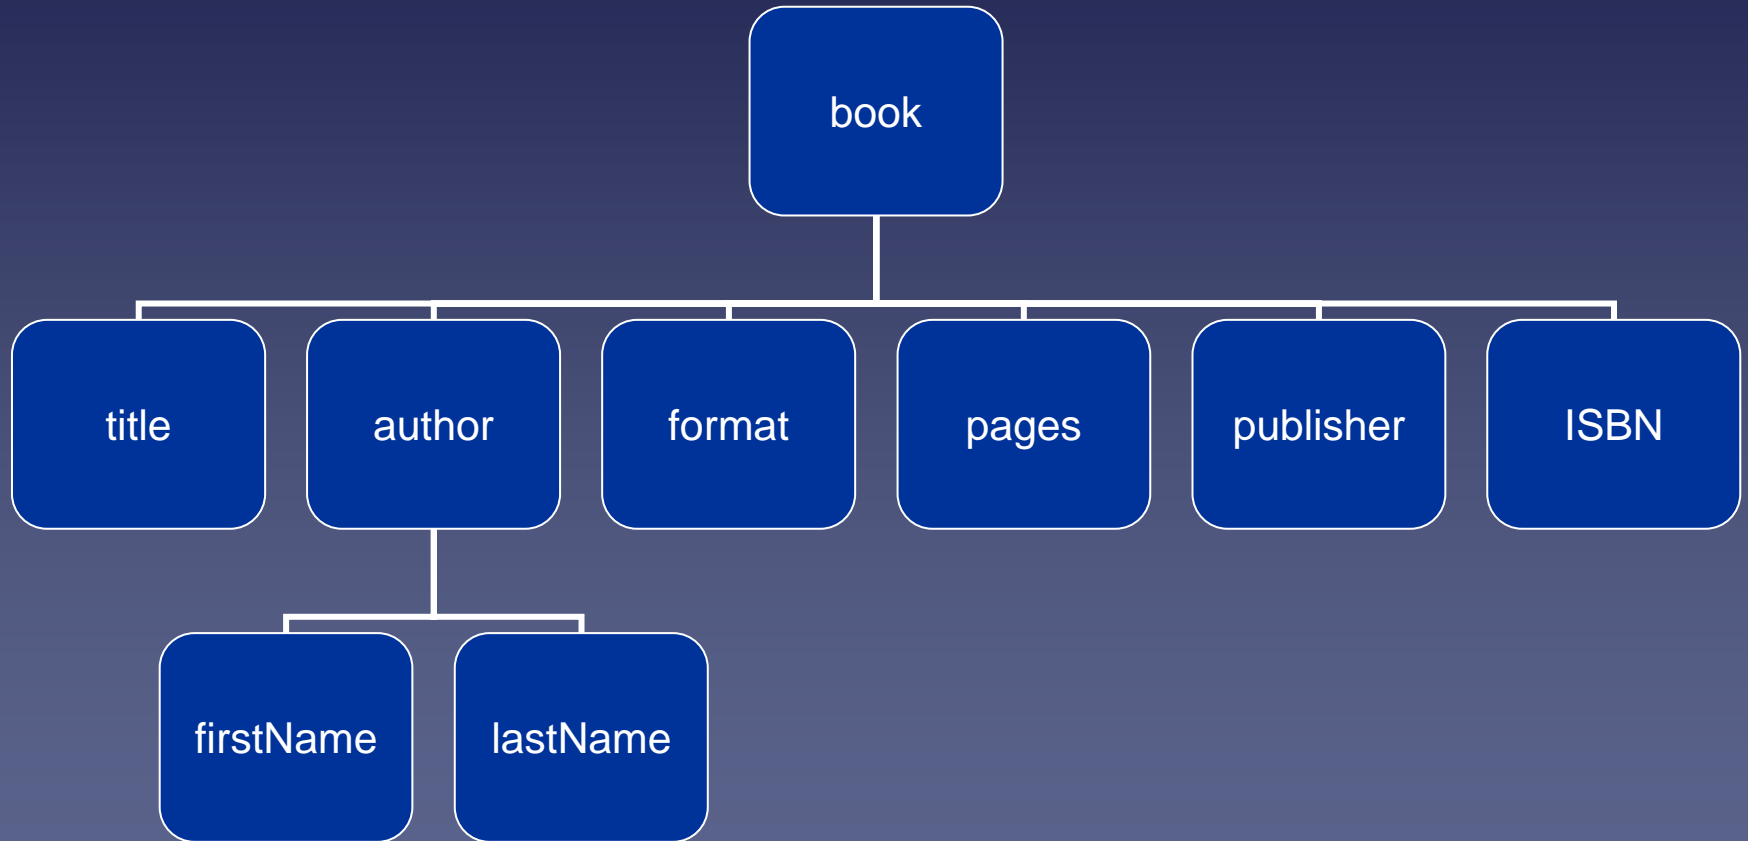 book
title
author
format
pages
publisher
ISBN
firstName
lastName